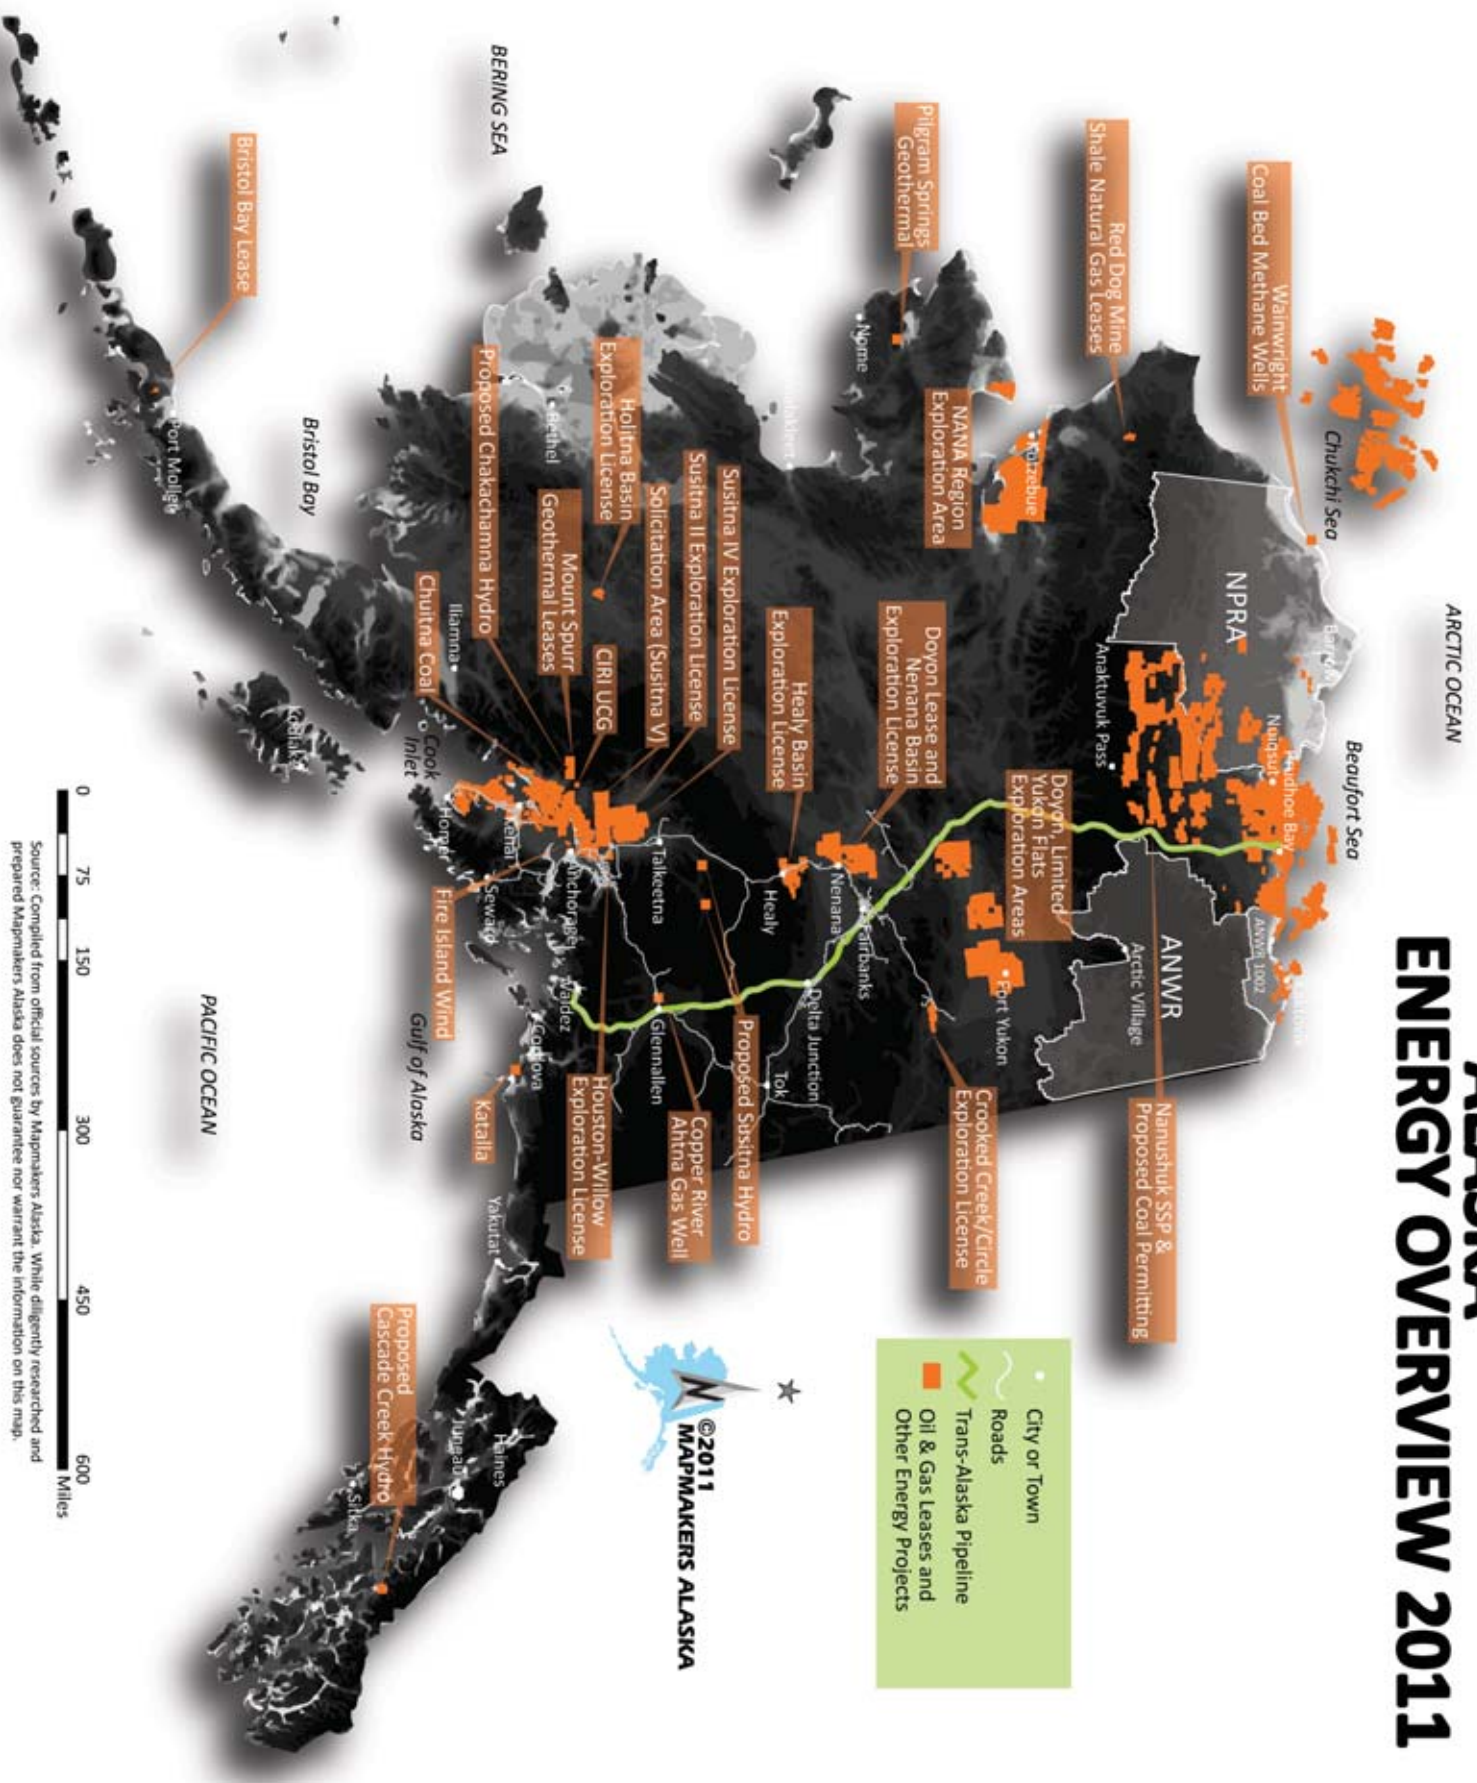 ALASKA
ENERGY OVERVIEW 2011
ARCTIC OCEAN
Chukchi Sea
Beaufort Sea
Wainwright
Coal Bed Methane Wells
Barrow
NPRA
Nuiqsut
Prudhoe Bay
ANWR 1002
Kaktovik
Red Dog Mine
Shale Natural Gas Leases
Anaktuvuk Pass
ANWR
Arctic Village
Nanushuk SSP &
Proposed Coal Permitting
Kotzebue
NANA Region
Exploration Area
Doyon, Limited
Yukon Flats
Exploration Areas
Fort Yukon
Crooked Creek/Circle
Exploration License
Pilgram Springs
Geothermal
Nome
Doyon Lease and
Nenana Basin
Exploration License
Fairbanks
Nenana
Delta Junction
Healy Basin
Exploration License
Healy
Tok
Proposed Susitna Hydro
Susitna IV Exploration License
Susitna II Exploration License
Solicitation Area (Susitna V)
Talkeetna
Glennallen
Copper River
Ahtna Gas Well
Holitna Basin
Exploration License
CIRI UCG
Houston-Willow
Exploration License
Mount Spurr
Geothermal Leases
Bethel
Anchorage
Valdez
Cordova
BERING SEA
Proposed Chakachamna Hydro
Kenai
Seward
Katalla
Yakutat
Iliamna
Chuitna Coal
Cook
Inlet
Homer
Fire Island Wind
Gulf of Alaska
Haines
Juneau
Proposed
Cascade Creek Hydro
Sitka
Bristol Bay
Kodiak
Bristol Bay Lease
Port Mollen
PACIFIC OCEAN
City or Town
Roads
Trans-Alaska Pipeline
Oil & Gas Leases and
Other Energy Projects
N
©2011
MAPMAKERS ALASKA
0 75 150 300 450 600
Miles
Source: Compiled from official sources by Mapmakers Alaska. While diligently researched and
prepared Mapmakers Alaska does not guarantee nor warrant the information on this map.